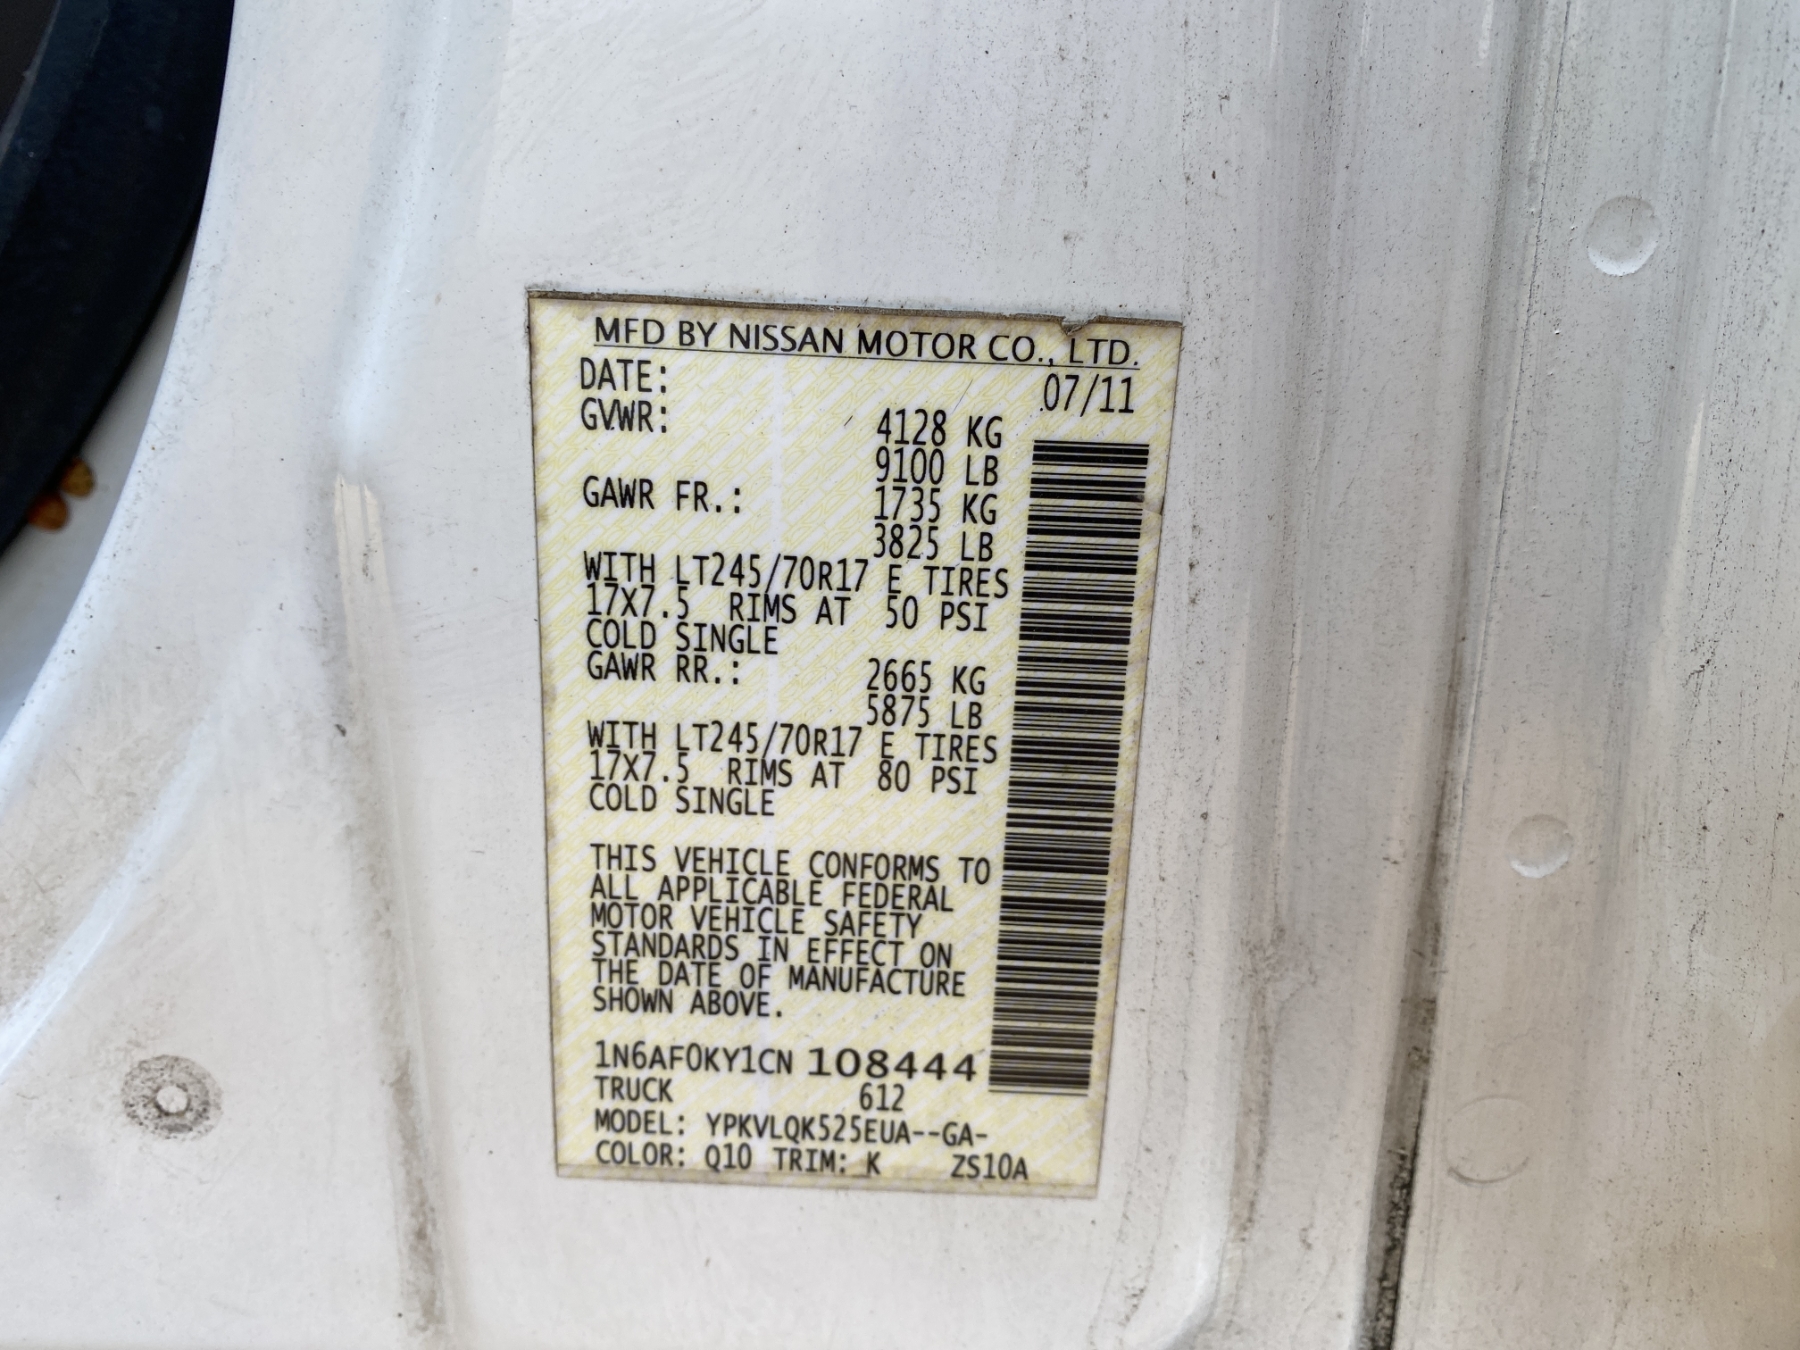 MFD BY NISSAN MOTOR CO., LTD.
DATE: 07/11
GVWR: 4128 KG
9100 LB
GAWR FR.: 1735 KG
3825 LB
WITH LT245/70R17 E TIRES
17X7.5 RIMS AT 50 PSI
COLD SINGLE
GAWR RR.: 2665 KG
5875 LB
WITH LT245/70R17 E TIRES
17X7.5 RIMS AT 80 PSI
COLD SINGLE
THIS VEHICLE CONFORMS TO
ALL APPLICABLE FEDERAL
MOTOR VEHICLE SAFETY
STANDARDS IN EFFECT ON
THE DATE OF MANUFACTURE
SHOWN ABOVE.
1N6AF0KY1CN 108444
TRUCK 612
MODEL: YPKVLQK525EUA--GA-
COLOR: Q10 TRIM: K ZS10A